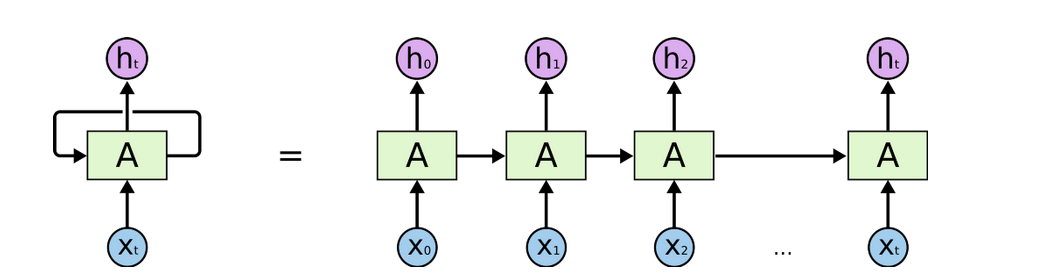 hₜ h₀ h₁ h₂ hₜ
A = A A A A
xₜ x₀ x₁ x₂ ... xₜ